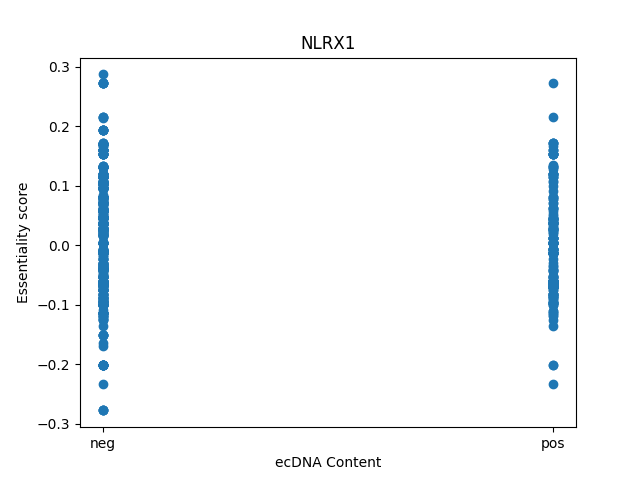 NLRX1
0.3
0.2
0.1
0.0
−0.1
−0.2
−0.3
Essentiality score
neg
pos
ecDNA Content